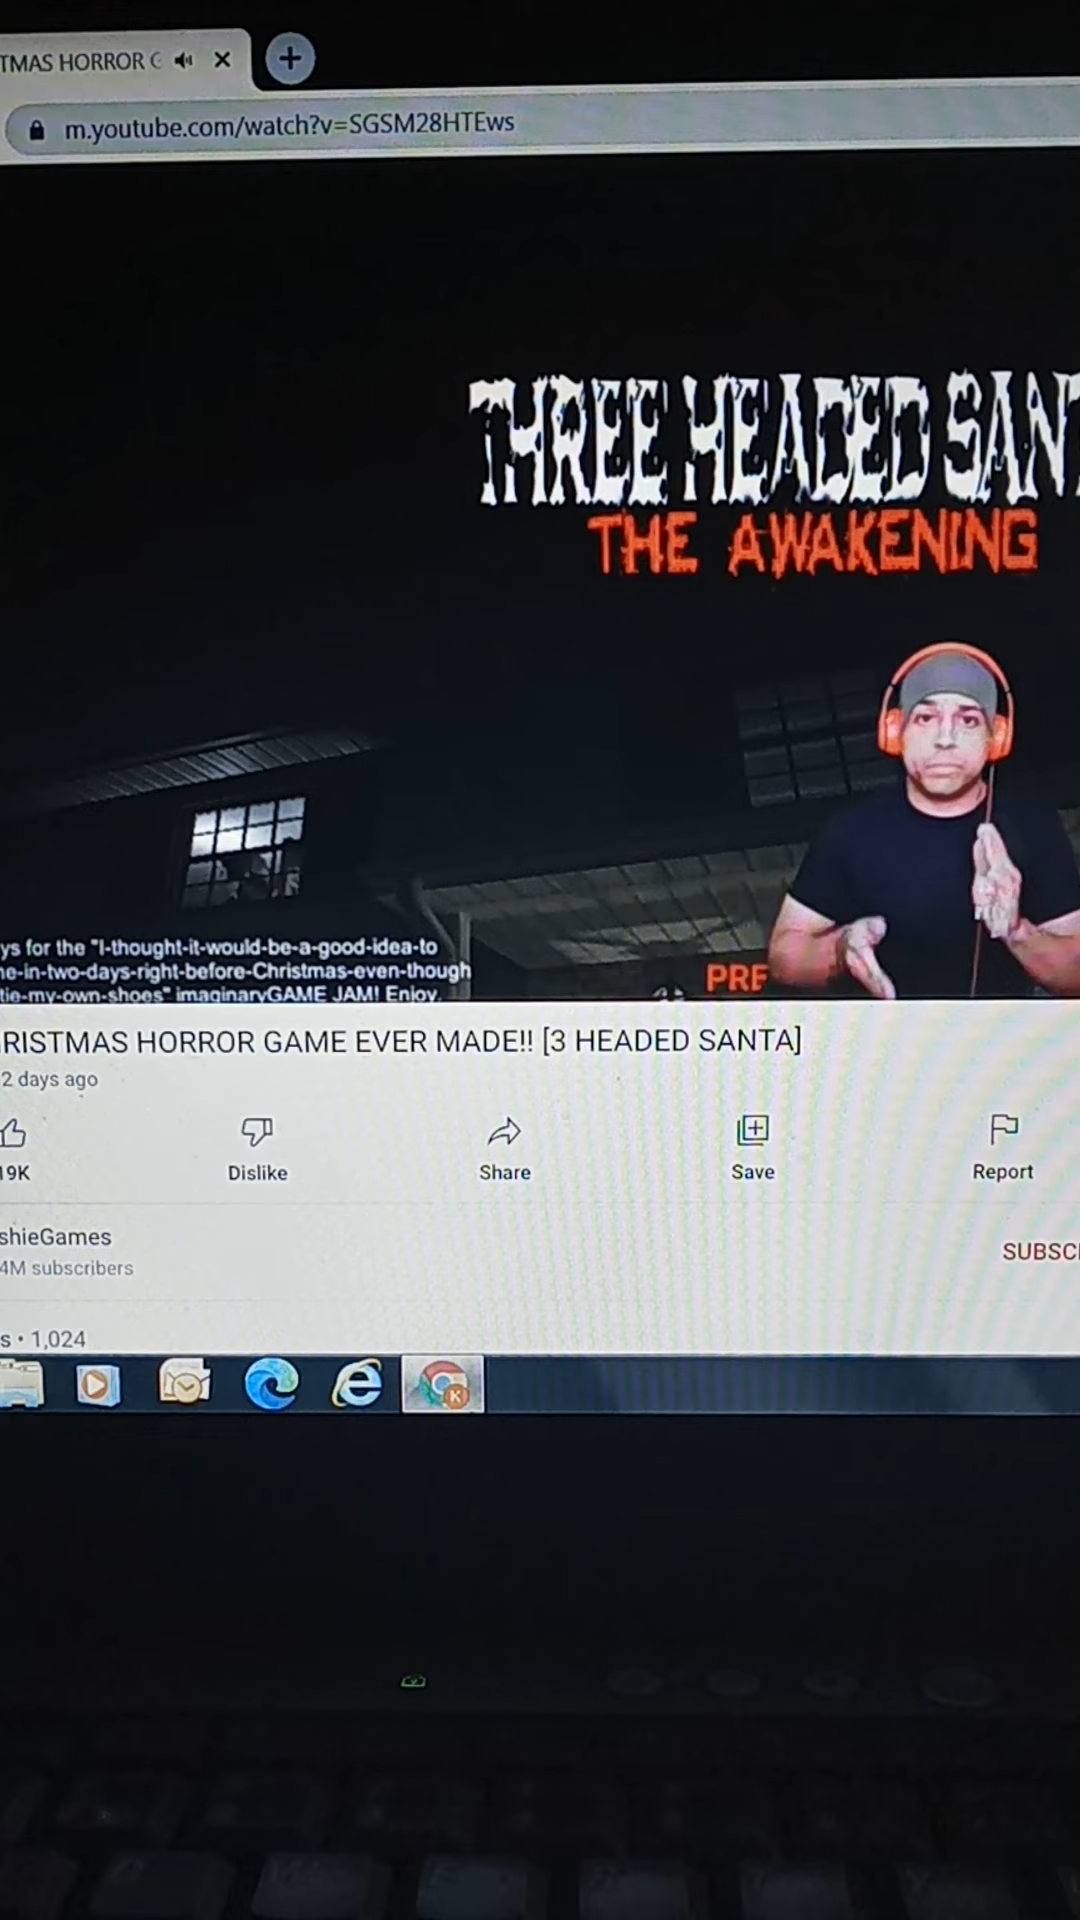 TMAS HORROR G
m.youtube.com/watch?v=SGSM28HTEws
THREE HEADED SANT
THE AWAKENING
ys for the "I-thought-it-would-be-a-good-idea-to
ne-in-two-days-right-before-Christmas-even-though
tie-my-own-shoes" imaginaryGAME JAM! Enjoy.
PRE
RISTMAS HORROR GAME EVER MADE!! [3 HEADED SANTA]
2 days ago
19K
Dislike
Share
Save
Report
shieGames
4M subscribers
SUBSC
s • 1,024
K